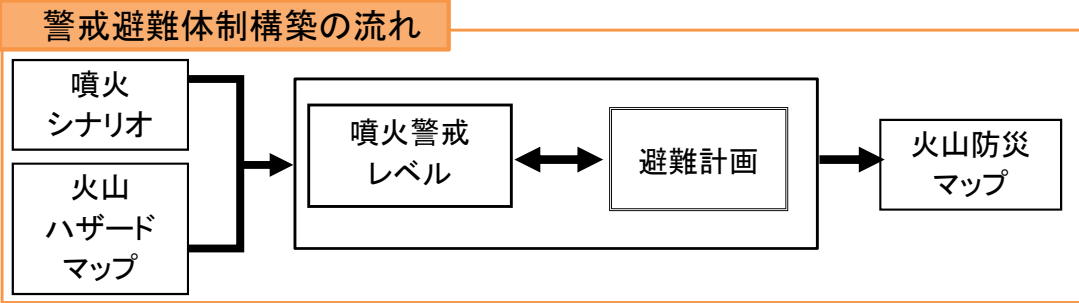 警戒避難体制構築の流れ
噴火
シナリオ
火山
ハザード
マップ
噴火警戒
レベル
避難計画
火山防災
マップ